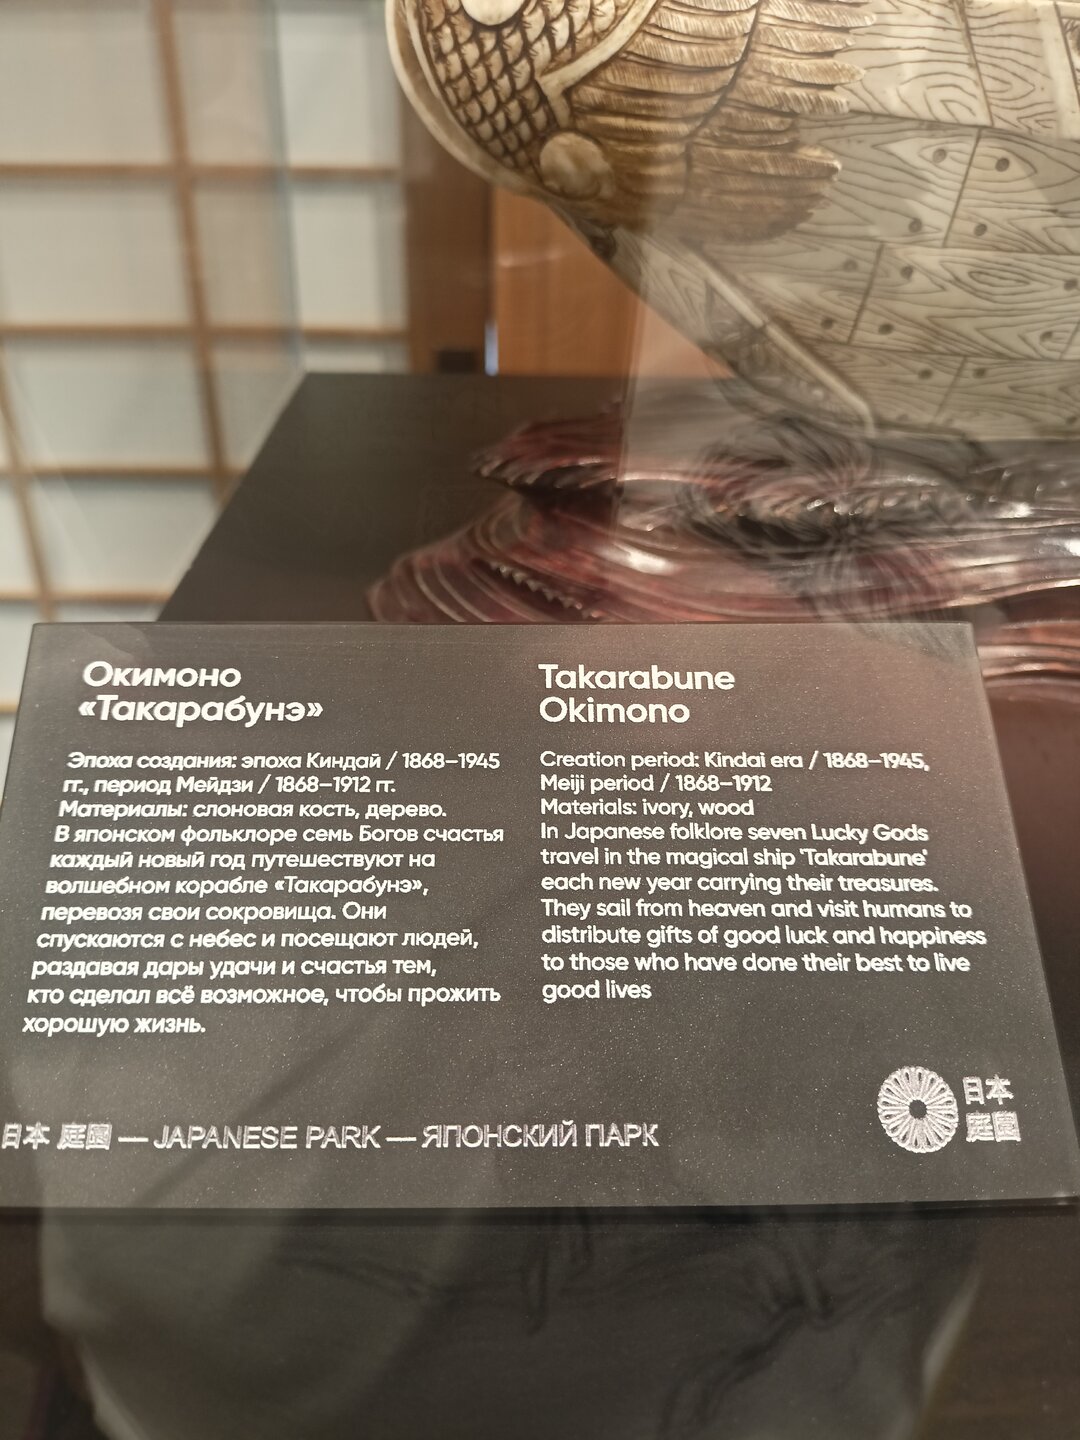 Окимоно
«Такарабунэ»
Эпоха создания: эпоха Киндай / 1868–1945
гг., период Мейдзи / 1868–1912 гг.
Материалы: слоновая кость, дерево.
В японском фольклоре семь Богов счастья
каждый новый год путешествуют на
волшебном корабле «Такарабунэ»,
перевозя свои сокровища. Они
спускаются с небес и посещают людей,
раздавая дары удачи и счастья тем,
кто сделал всё возможное, чтобы прожить
хорошую жизнь.
Takarabune
Okimono
Creation period: Kindai era / 1868–1945,
Meiji period / 1868–1912
Materials: ivory, wood
In Japanese folklore seven Lucky Gods
travel in the magical ship 'Takarabune'
each new year carrying their treasures.
They sail from heaven and visit humans to
distribute gifts of good luck and happiness
to those who have done their best to live
good lives
日本 庭園 — JAPANESE PARK — ЯПОНСКИЙ ПАРК
日本
庭園